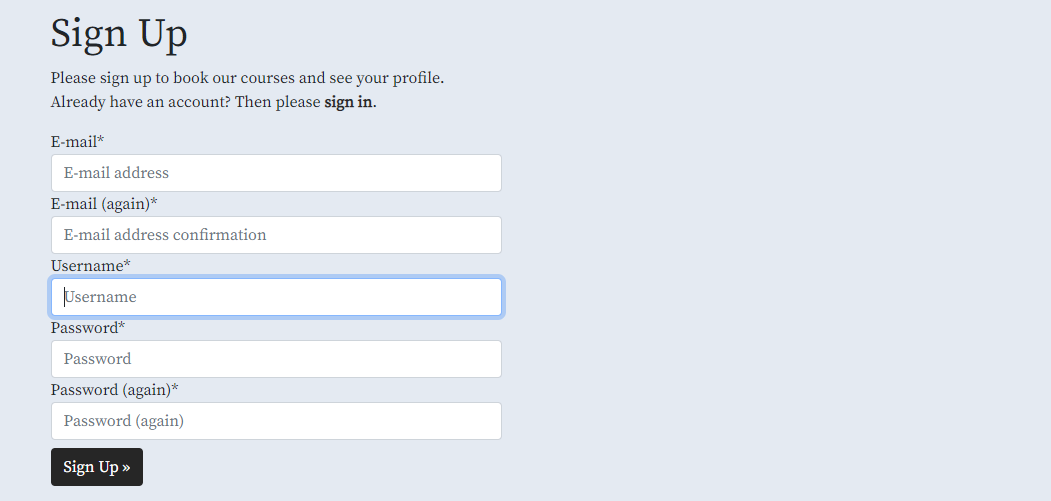 Sign Up
Please sign up to book our courses and see your profile.
Already have an account? Then please sign in.
E-mail*
E-mail address
E-mail (again)*
E-mail address confirmation
Username*
Username
Password*
Password
Password (again)*
Password (again)
Sign Up »